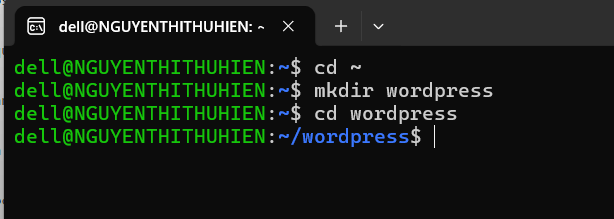 dell@NGUYENTHITHUHIEN: ~
dell@NGUYENTHITHUHIEN:~$ cd ~
dell@NGUYENTHITHUHIEN:~$ mkdir wordpress
dell@NGUYENTHITHUHIEN:~$ cd wordpress
dell@NGUYENTHITHUHIEN:~/wordpress$